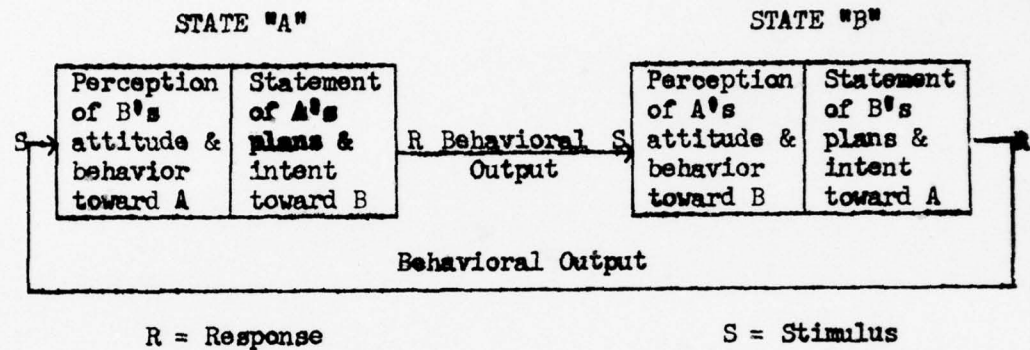 STATE "A"
STATE "B"
Perception
of B's
attitude &
behavior
toward A
Statement
of A's
plans &
intent
toward B
S
R Behavioral S
Output
Perception
of A's
attitude &
behavior
toward B
Statement
of B's
plans &
intent
toward A
R
Behavioral Output
R = Response
S = Stimulus